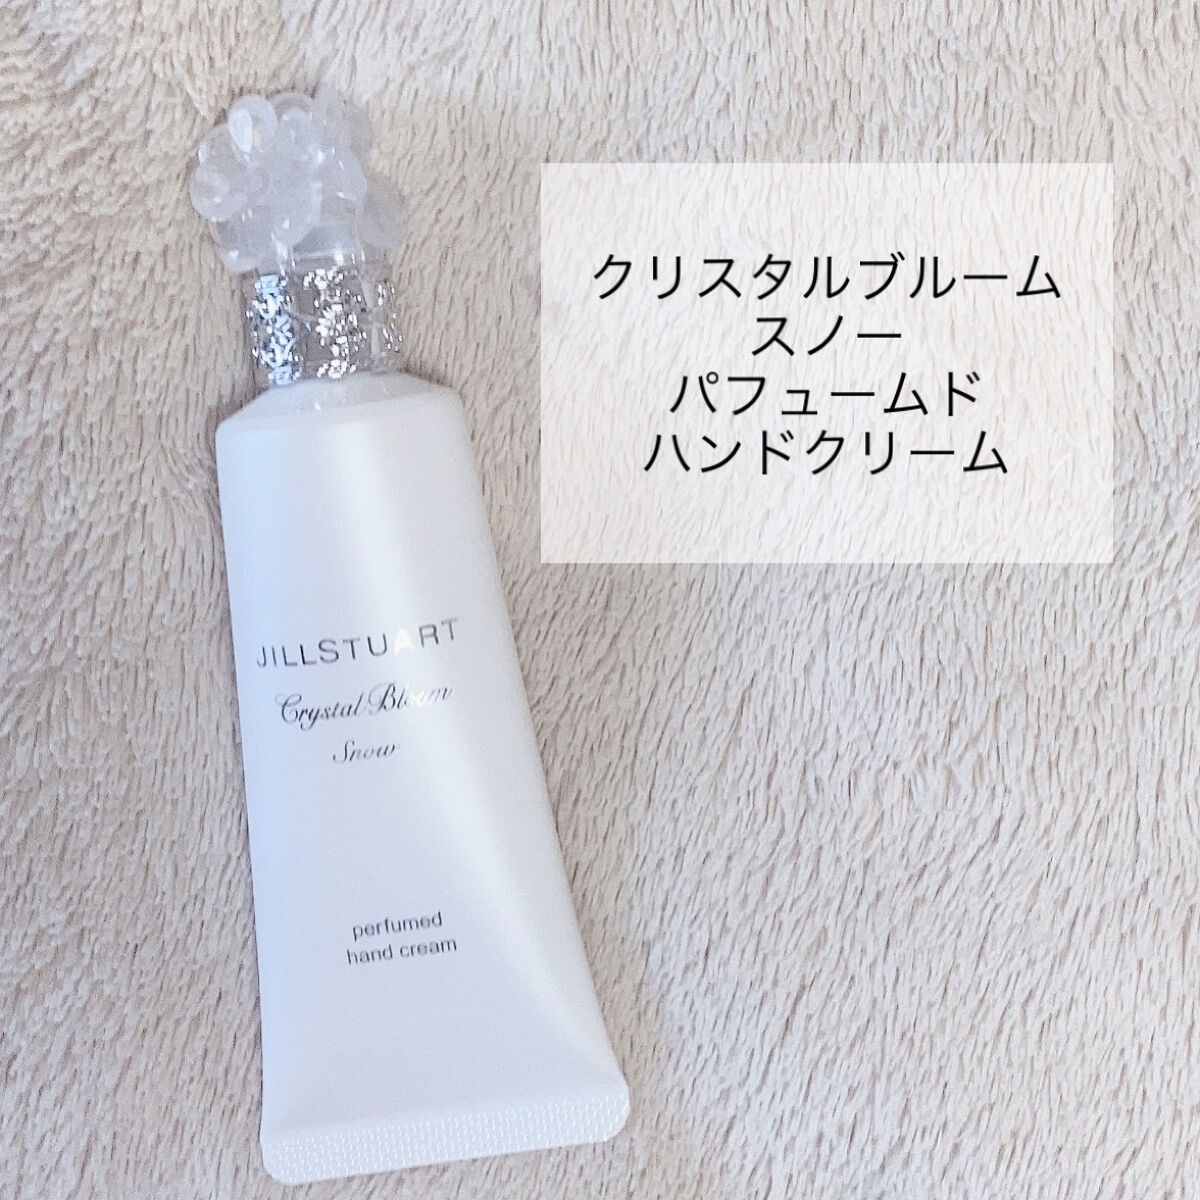 クリスタルブルーム
スノー
パフュームド
ハンドクリーム
JILLSTUART
Crystal Bloom
Snow
perfumed
hand cream